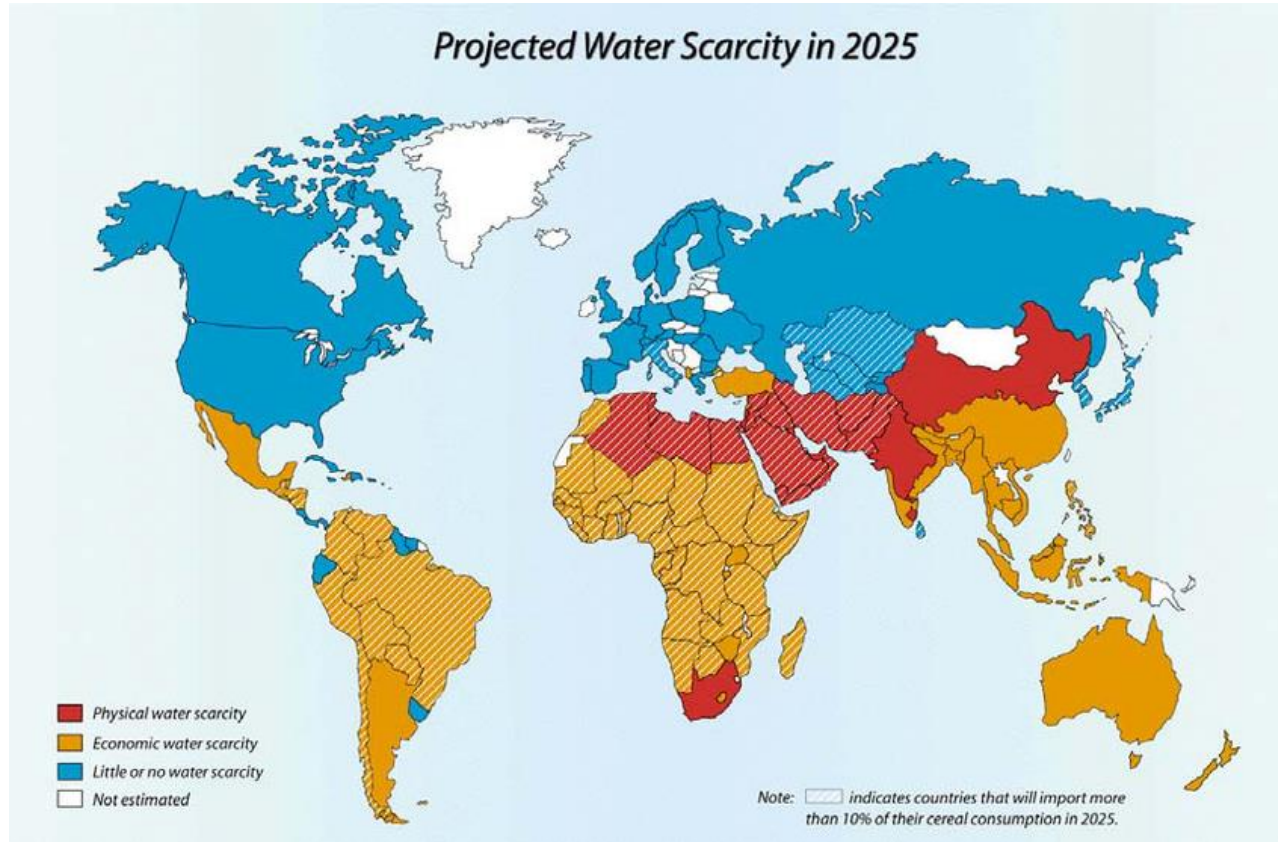 Projected Water Scarcity in 2025
Physical water scarcity
Economic water scarcity
Little or no water scarcity
Not estimated
Note: indicates countries that will import more
than 10% of their cereal consumption in 2025.